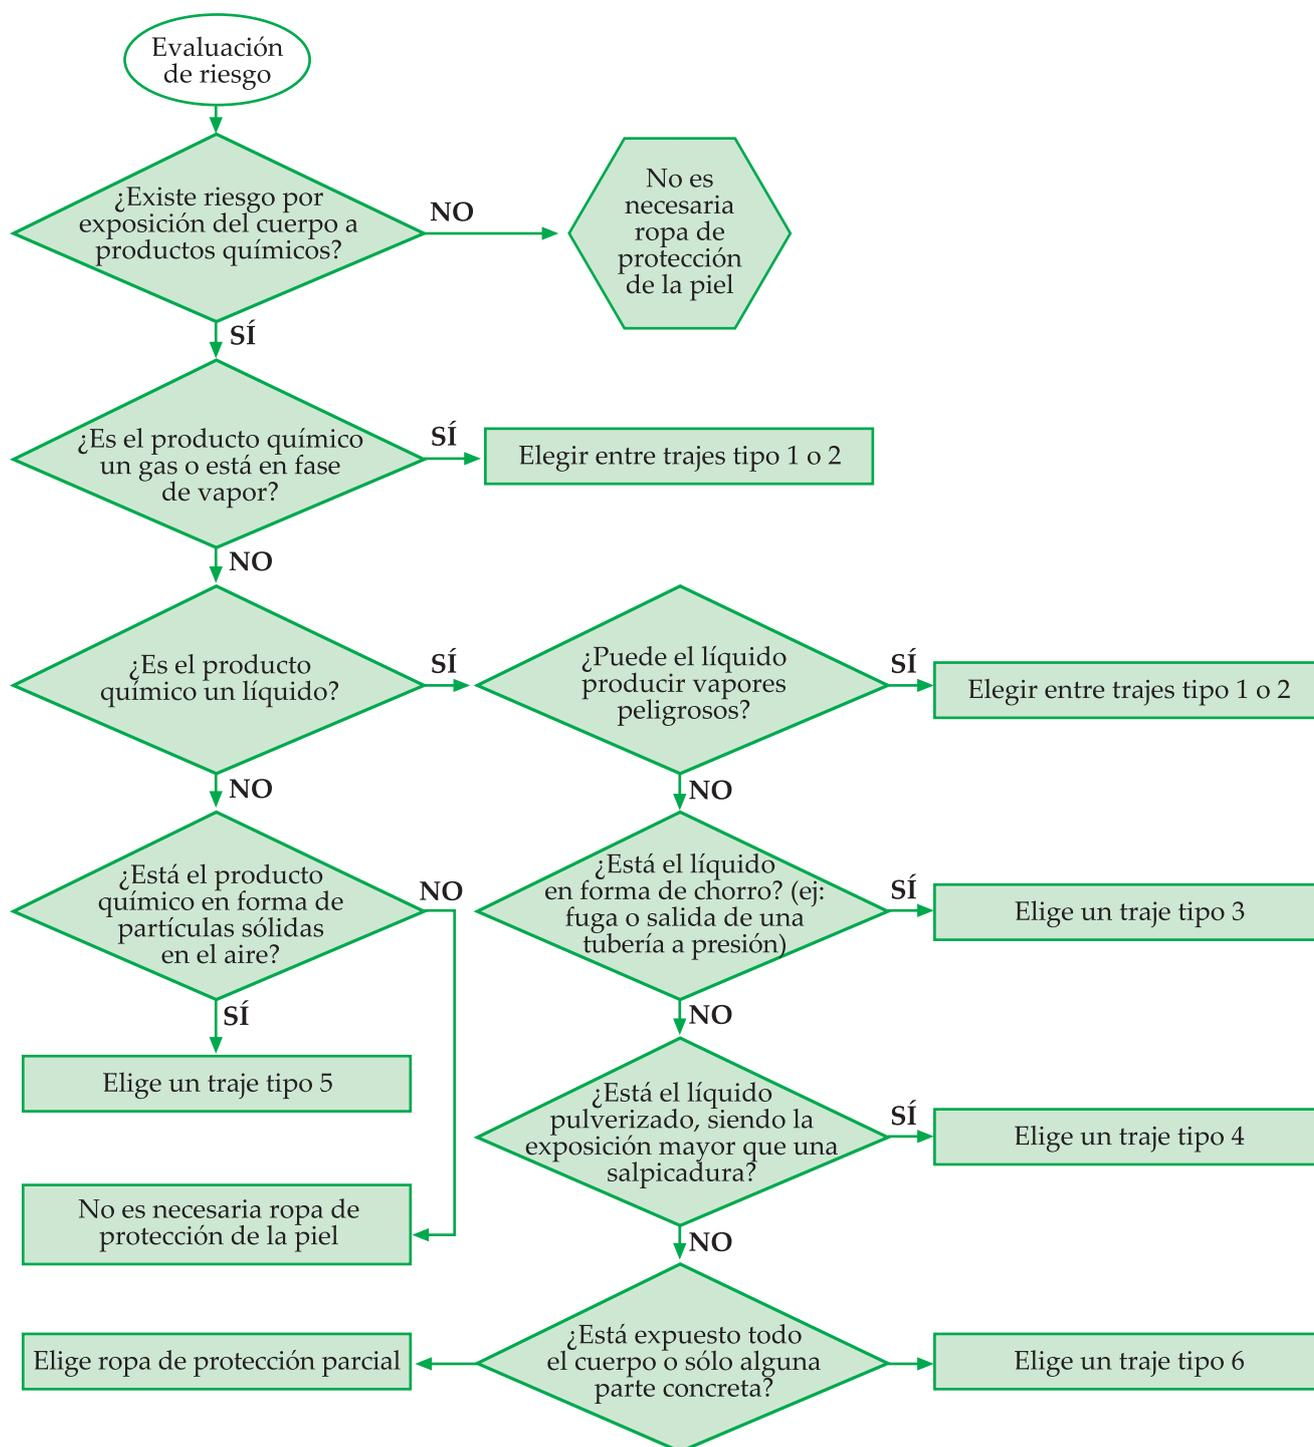 Evaluación
de riesgo
¿Existe riesgo por
exposición del cuerpo a
productos químicos?
NO
No es
necesaria
ropa de
protección
de la piel
SÍ
¿Es el producto químico
un gas o está en fase
de vapor?
SÍ
Elegir entre trajes tipo 1 o 2
NO
¿Es el producto
químico un líquido?
SÍ
¿Puede el líquido
producir vapores
peligrosos?
SÍ
Elegir entre trajes tipo 1 o 2
NO
NO
¿Está el producto
químico en forma de
partículas sólidas
en el aire?
NO
¿Está el líquido
en forma de chorro? (ej:
fuga o salida de una
tubería a presión)
SÍ
Elige un traje tipo 3
SÍ
NO
Elige un traje tipo 5
¿Está el líquido
pulverizado, siendo la
exposición mayor que una
salpicadura?
SÍ
Elige un traje tipo 4
No es necesaria ropa de
protección de la piel
NO
Elige ropa de protección parcial
¿Está expuesto todo
el cuerpo o sólo alguna
parte concreta?
Elige un traje tipo 6